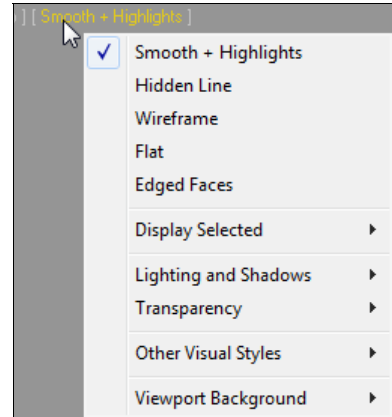 ] [ Smooth + Highlights ]
Smooth + Highlights
Hidden Line
Wireframe
Flat
Edged Faces
Display Selected
Lighting and Shadows
Transparency
Other Visual Styles
Viewport Background